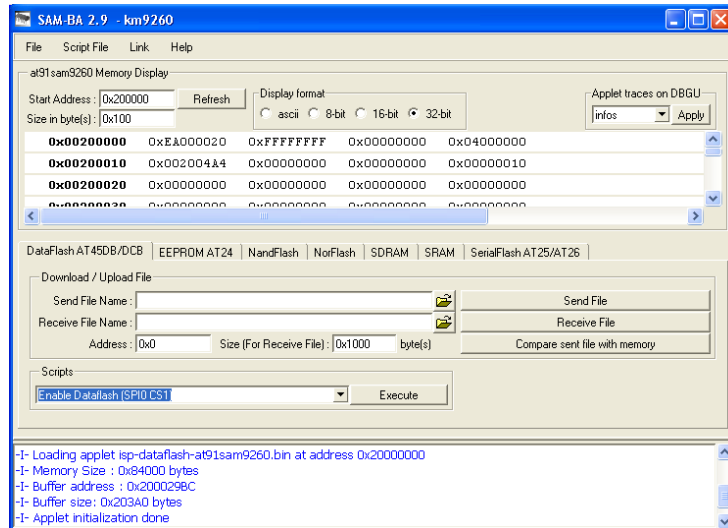 SAM-BA 2.9 - km9260
File Script File Link Help
at91sam9260 Memory Display
Start Address : 0x200000 Refresh
Size in byte(s) : 0x100
Display format
ascii 8-bit 16-bit 32-bit
Applet traces on DBGU
infos Apply
0x00200000 0xEA000020 0xFFFFFFFF 0x00000000 0x04000000
0x00200010 0x002004A4 0x00000000 0x00000000 0x00000010
0x00200020 0x00000000 0x00000000 0x00000000 0x00000000
0x00200030 0x00000000 0x00000000 0x00000000 0x00000000
DataFlash AT45DB/DCB EEPROM AT24 NandFlash NorFlash SDRAM SRAM SerialFlash AT25/AT26
Download / Upload File
Send File Name : Send File
Receive File Name : Receive File
Address : 0x0 Size (For Receive File) : 0x1000 byte(s) Compare sent file with memory
Scripts
Enable Dataflash (SPI0 CS1) Execute
-I- Loading applet isp-dataflash-at91sam9260.bin at address 0x20000000
-I- Memory Size : 0x84000 bytes
-I- Buffer address : 0x200029BC
-I- Buffer size: 0x203A0 bytes
-I- Applet initialization done